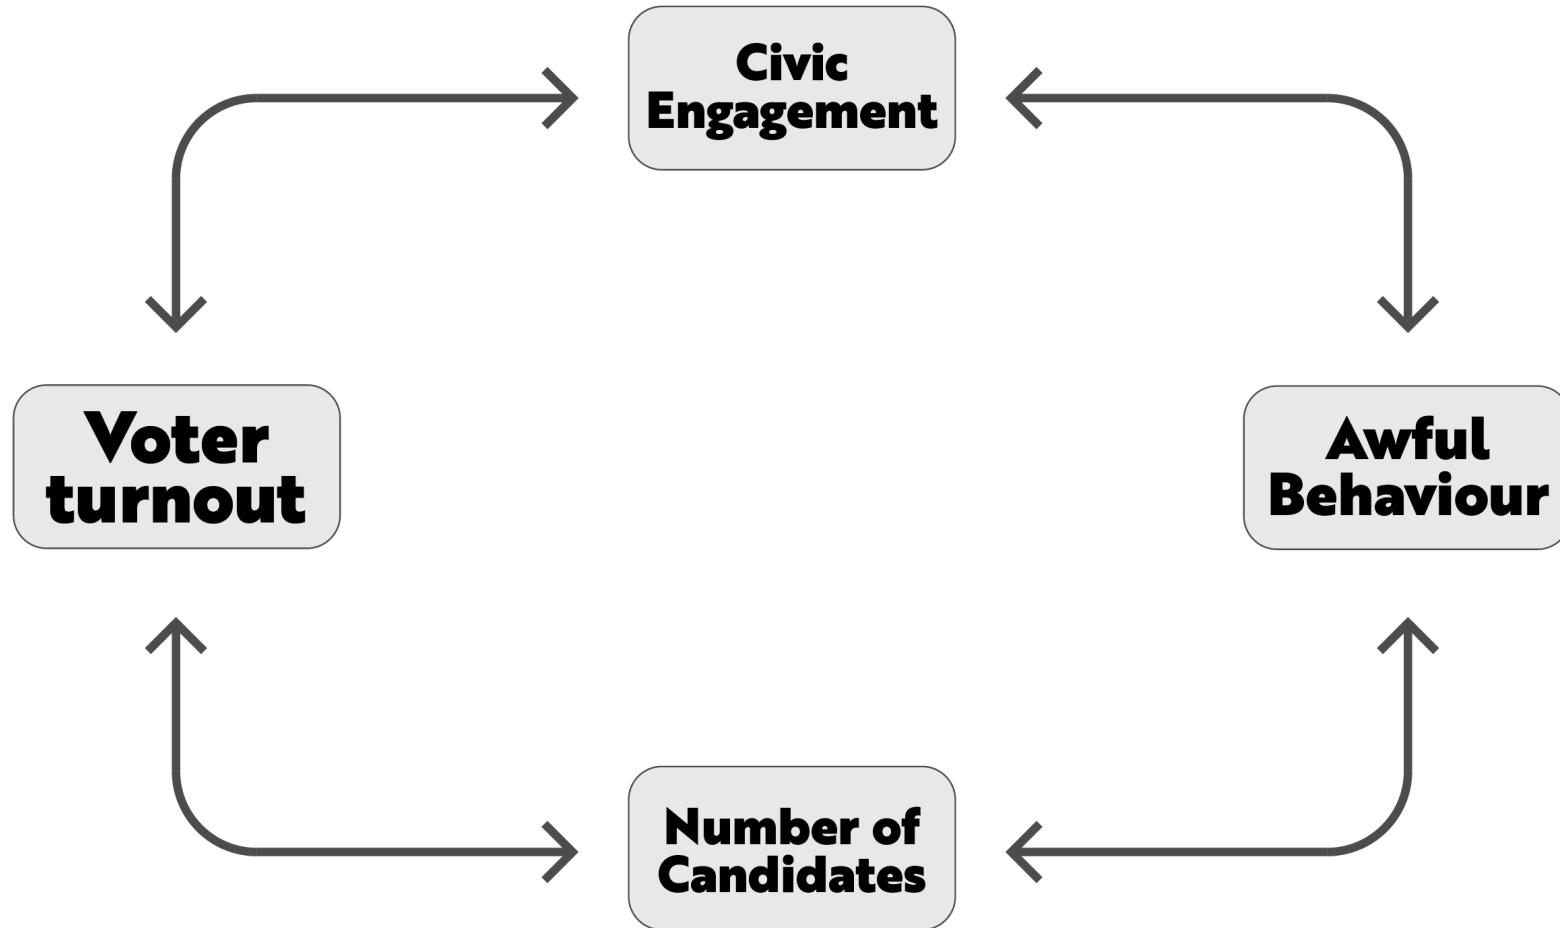 Civic
Engagement
Voter
turnout
Awful
Behaviour
Number of
Candidates